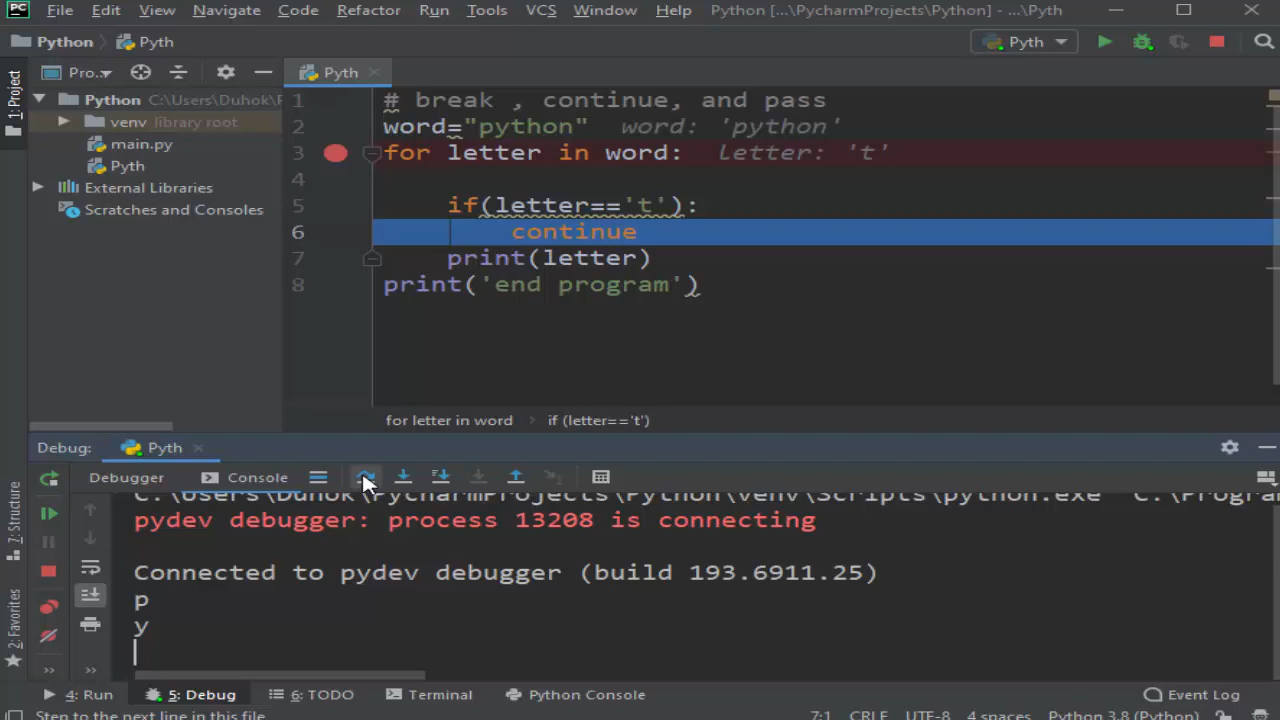 PC File Edit View Navigate Code Refactor Run Tools VCS Window Help Python [...\PycharmProjects\Python] - ...\Pyth
Python Pyth Pyth
1: Project
Pro... Pyth
Python C:\Users\Duhok\
venv library root
main.py
Pyth
External Libraries
Scratches and Consoles
1 # break , continue, and pass
2 word="python" word: 'python'
3 for letter in word: letter: 't'
4
5 if(letter=='t'):
6 continue
7 print(letter)
8 print('end program')
for letter in word if (letter=='t')
Debug: Pyth
Debugger Console
C:\Users\Duhok\PycharmProjects\Python\venv\Scripts\python.exe "C:\Progra
pydev debugger: process 13208 is connecting
Connected to pydev debugger (build 193.6911.25)
p
y
7: Structure
2: Favorites
4: Run 5: Debug 6: TODO Terminal Python Console Event Log
Step to the next line in this file 7:1 CRLF UTF-8 4 spaces Python 3.8 (Python)